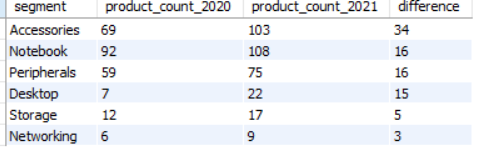 segment product_count_2020 product_count_2021 difference
Accessories 69 103 34
Notebook 92 108 16
Peripherals 59 75 16
Desktop 7 22 15
Storage 12 17 5
Networking 6 9 3